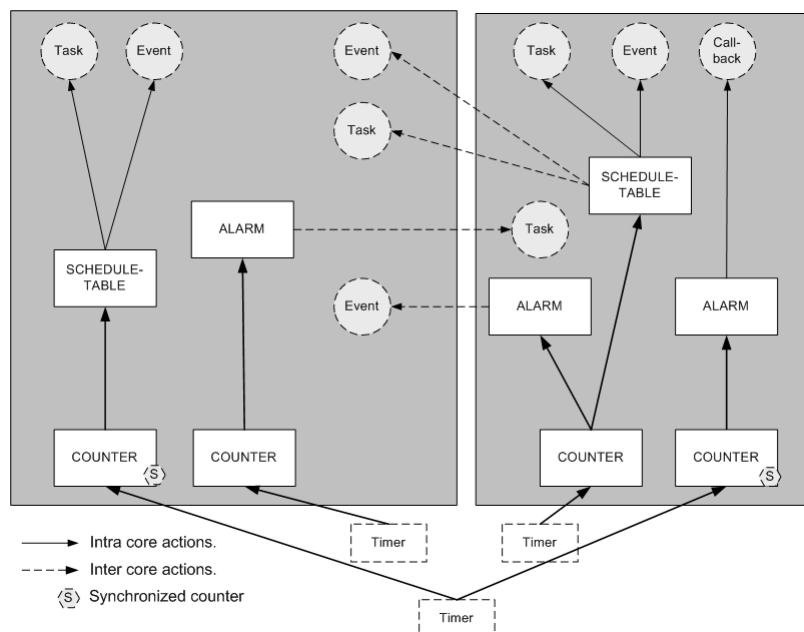 Task
Event
Event
Task
Event
Call-
back
Task
SCHEDULE-
TABLE
ALARM
Task
SCHEDULE-
TABLE
Event
ALARM
ALARM
COUNTER
S
COUNTER
COUNTER
COUNTER
S
Timer
Timer
Intra core actions.
Inter core actions.
S
Synchronized counter
Timer